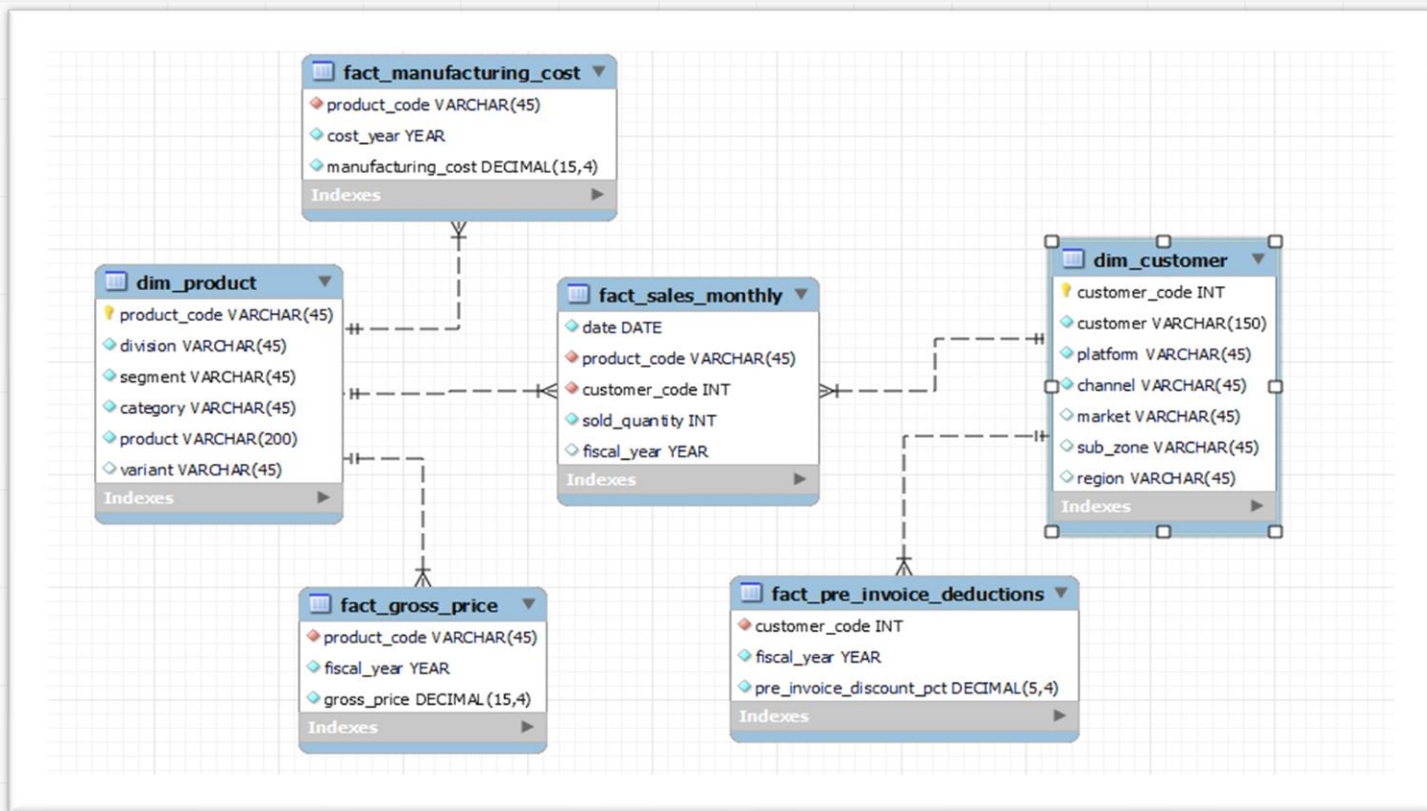 fact_manufacturing_cost
product_code VARCHAR(45)
cost_year YEAR
manufacturing_cost DECIMAL(15,4)
Indexes
dim_product
product_code VARCHAR(45)
division VARCHAR(45)
segment VARCHAR(45)
category VARCHAR(45)
product VARCHAR(200)
variant VARCHAR(45)
Indexes
fact_sales_monthly
date DATE
product_code VARCHAR(45)
customer_code INT
sold_quantity INT
fiscal_year YEAR
Indexes
dim_customer
customer_code INT
customer VARCHAR(150)
platform VARCHAR(45)
channel VARCHAR(45)
market VARCHAR(45)
sub_zone VARCHAR(45)
region VARCHAR(45)
Indexes
fact_gross_price
product_code VARCHAR(45)
fiscal_year YEAR
gross_price DECIMAL(15,4)
Indexes
fact_pre_invoice_deductions
customer_code INT
fiscal_year YEAR
pre_invoice_discount_pct DECIMAL(5,4)
Indexes